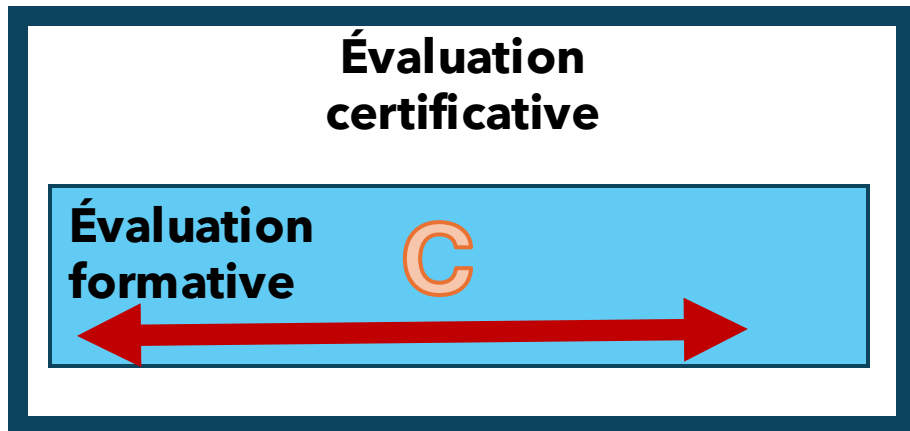 Évaluation
certificative
Évaluation
formative
C